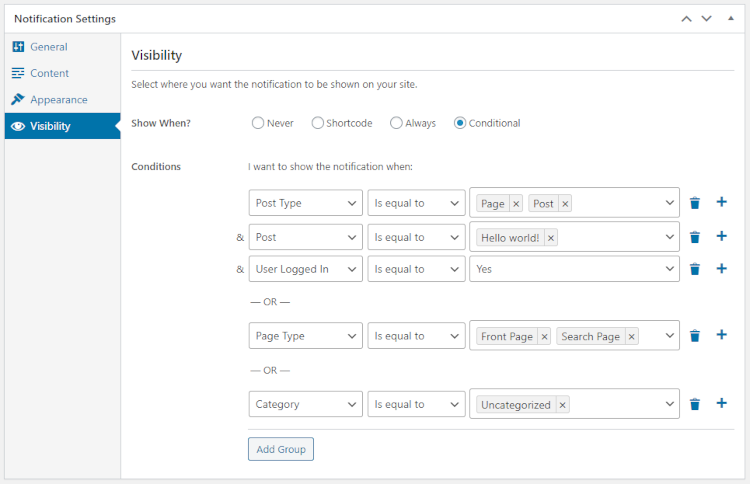 Notification Settings
General
Content
Appearance
Visibility
Visibility
Select where you want the notification to be shown on your site.
Show When? Never Shortcode Always Conditional
Conditions I want to show the notification when:
Post Type Is equal to Page × Post ×
& Post Is equal to Hello world! ×
& User Logged In Is equal to Yes
— OR —
Page Type Is equal to Front Page × Search Page ×
— OR —
Category Is equal to Uncategorized ×
Add Group